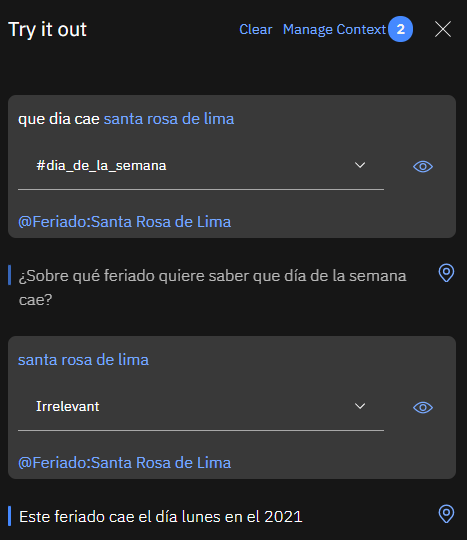 Try it out
Clear
Manage Context 2
que dia cae santa rosa de lima
#dia_de_la_semana
@Feriado:Santa Rosa de Lima
¿Sobre qué feriado quiere saber que día de la semana
cae?
santa rosa de lima
Irrelevant
@Feriado:Santa Rosa de Lima
Este feriado cae el día lunes en el 2021